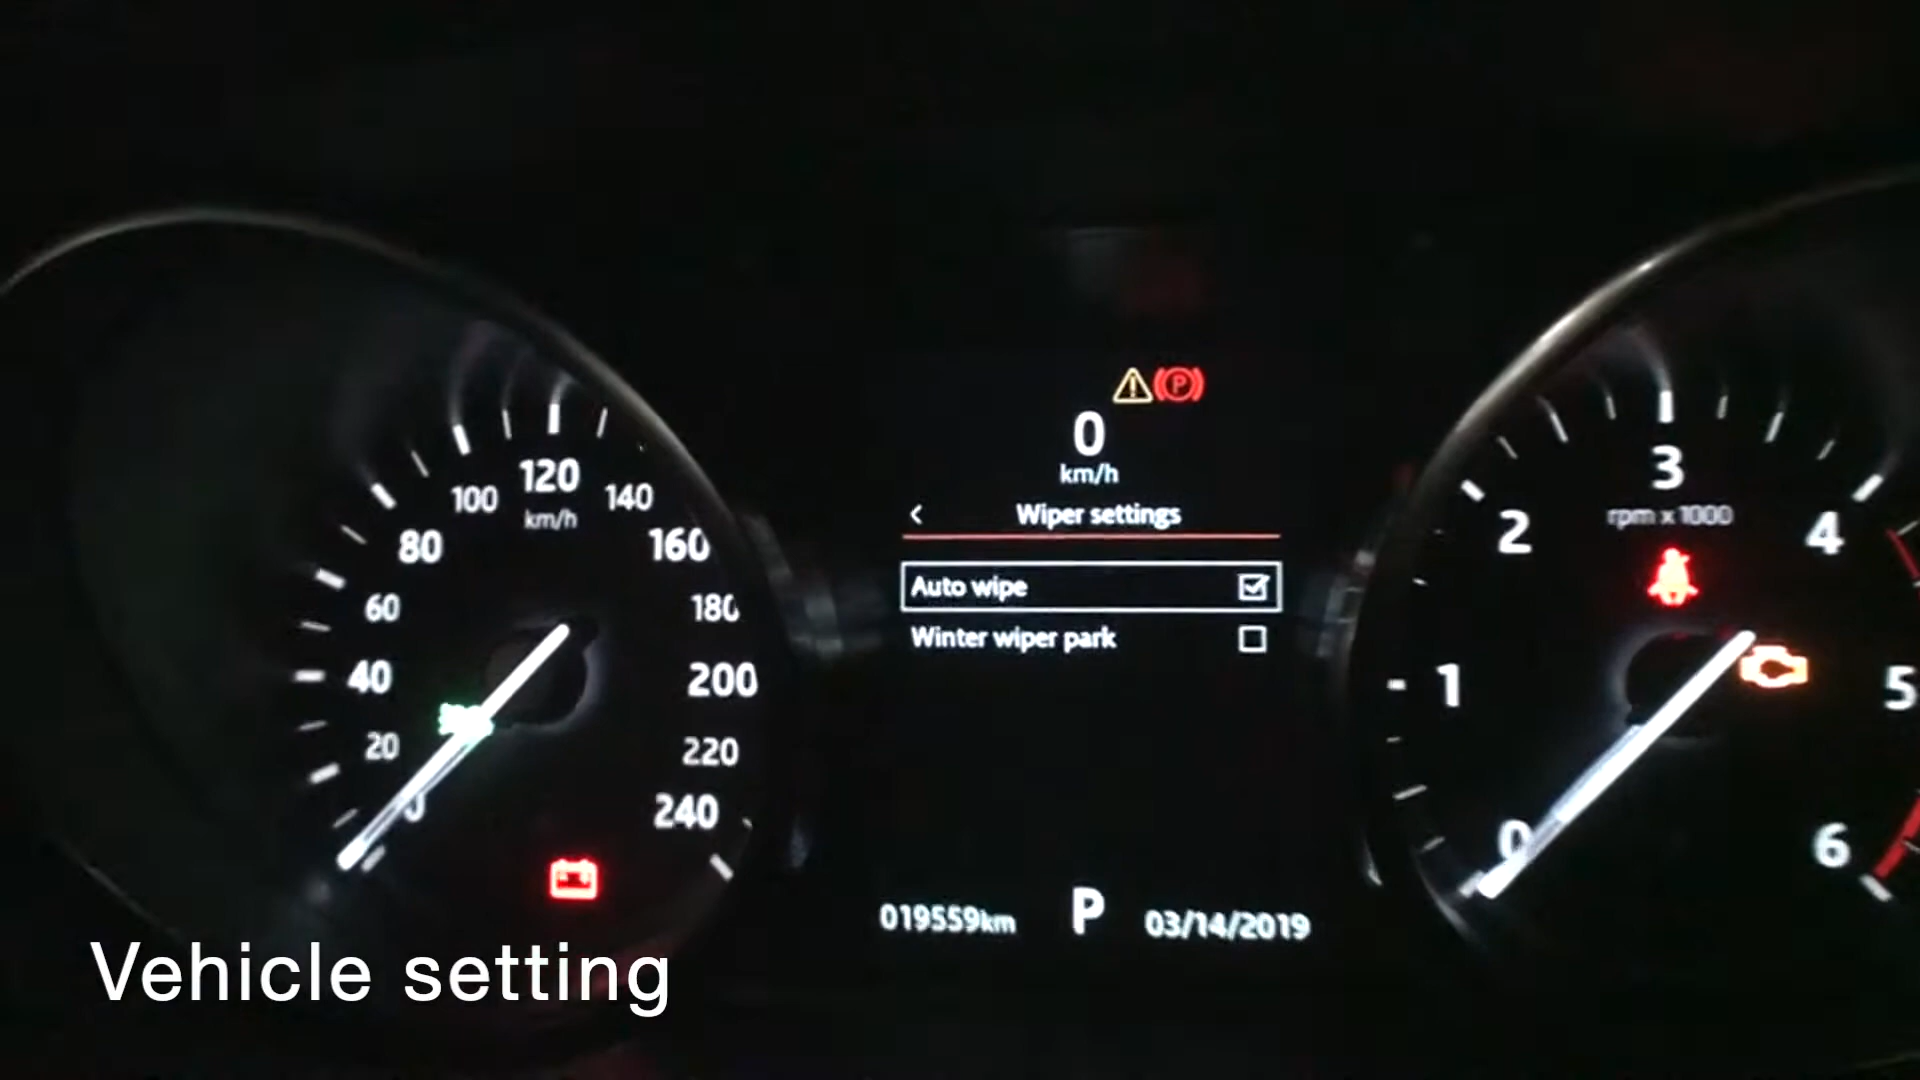 0
km/h
Wiper settings
Auto wipe
Winter wiper park
019559km P 03/14/2019
0
20
40
60
80
100
120
km/h
140
160
180
200
220
240
0
1
2
3
rpm x 1000
4
5
6
P
Vehicle setting